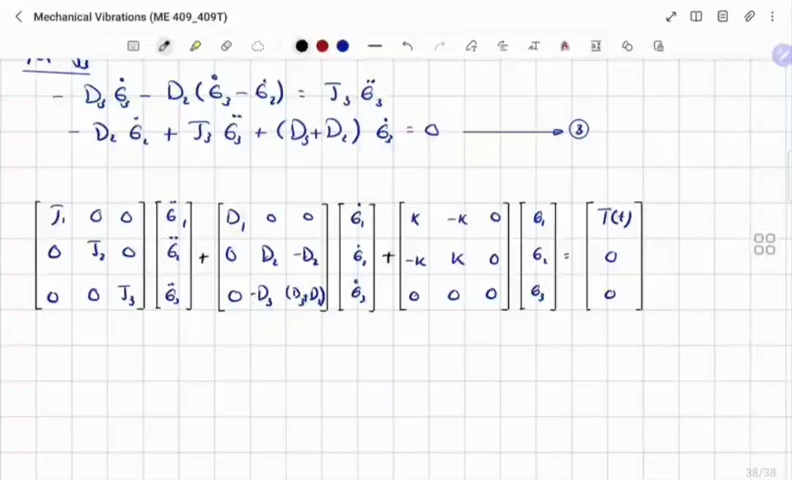 Mechanical Vibrations (ME 409_409T)
- D₃ θ̇₃ - D₂(θ̇₃ - θ̇₂) = J₃ θ̈₃
- D₂ θ̇₂ + J₃ θ̈₃ + (D₃+D₂) θ̇₃ = 0 ③
[J₁ 0 0] [θ̈₁] + [D₁ 0 0] [θ̇₁] + [K -K 0] [θ₁] = [T(t)]
[0 J₂ 0] [θ̈₂] [0 D₂ -D₂] [θ̇₂] [-K K 0] [θ₂] [0]
[0 0 J₃] [θ̈₃] [0 -D₃ (D₃+D₂)] [θ̇₃] [0 0 0] [θ₃] [0]
38/38